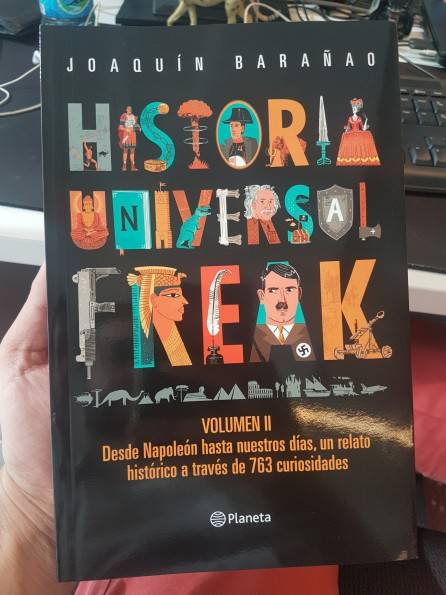 JOAQUÍN BARAÑAO
HISTORIA
UNIVERSAL
FREAK
VOLUMEN II
Desde Napoleón hasta nuestros días, un relato
histórico a través de 763 curiosidades
Planeta